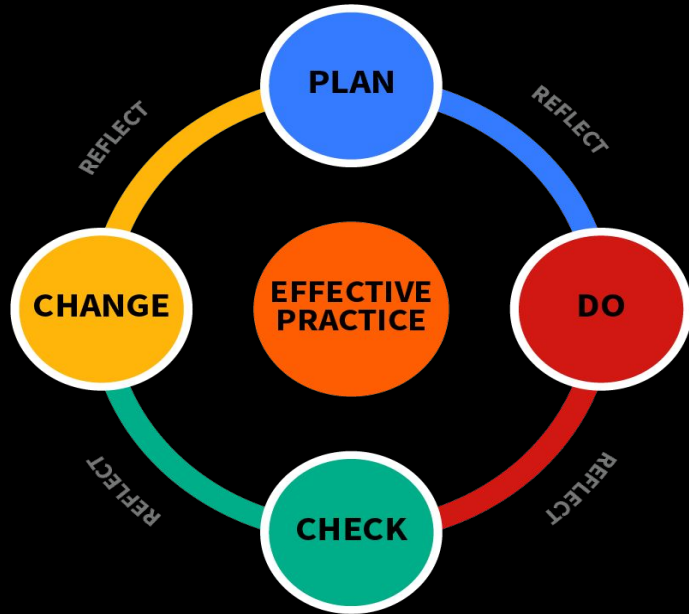 PLAN
REFLECT
REFLECT
CHANGE
EFFECTIVE
PRACTICE
DO
REFLECT
REFLECT
CHECK